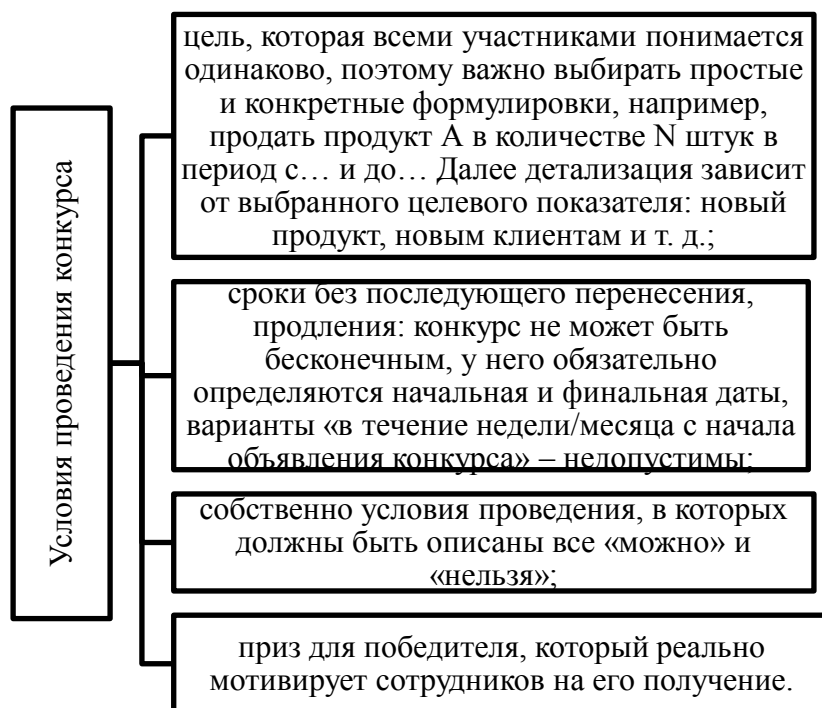 Условия проведения конкурса
цель, которая всеми участниками понимается
одинаково, поэтому важно выбирать простые
и конкретные формулировки, например,
продать продукт А в количестве N штук в
период с… и до… Далее детализация зависит
от выбранного целевого показателя: новый
продукт, новым клиентам и т. д.;
сроки без последующего перенесения,
продления: конкурс не может быть
бесконечным, у него обязательно
определяются начальная и финальная даты,
варианты «в течение недели/месяца с начала
объявления конкурса» – недопустимы;
собственно условия проведения, в которых
должны быть описаны все «можно» и
«нельзя»;
приз для победителя, который реально
мотивирует сотрудников на его получение.